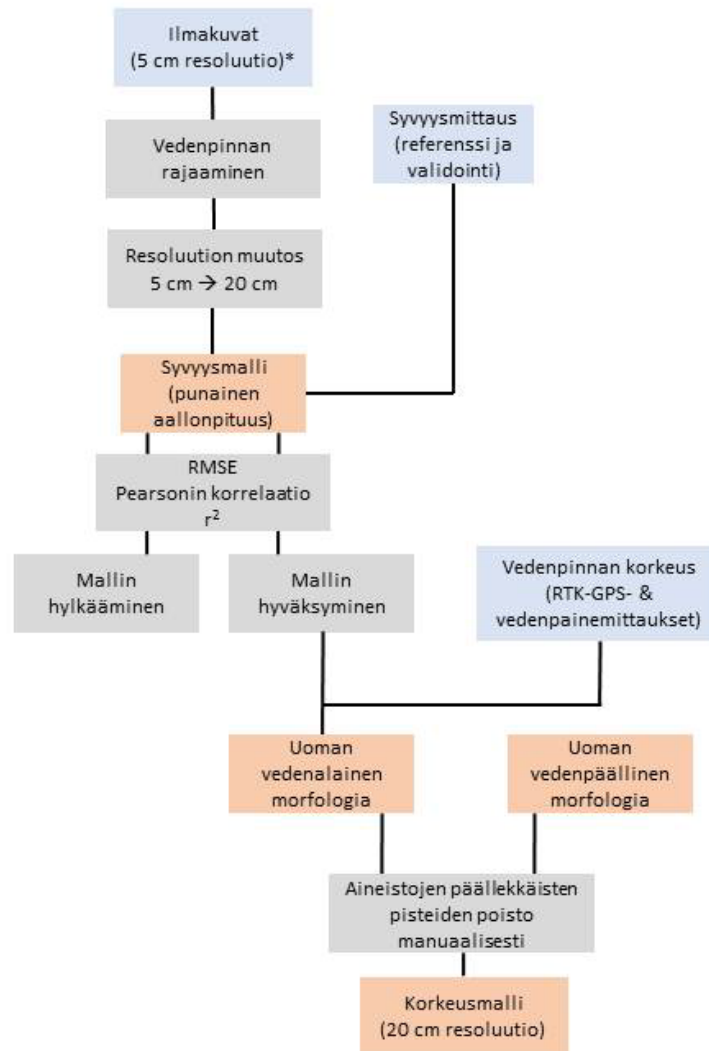 Ilmakuvat
(5 cm resoluutio)*
Vedenpinnan
rajaaminen
Syvyysmittaus
(referenssi ja
validointi)
Resoluution muutos
5 cm → 20 cm
Syvyysmalli
(punainen
aallonpituus)
RMSE
Pearsonin korrelaatio
r²
Mallin
hylkääminen
Mallin
hyväksyminen
Vedenpinnan korkeus
(RTK-GPS- &
vedenpainemittaukset)
Uoman
vedenalainen
morfologia
Uoman
vedenpäällinen
morfologia
Aineistojen päällekkäisten
pisteiden poisto
manuaalisesti
Korkeusmalli
(20 cm resoluutio)